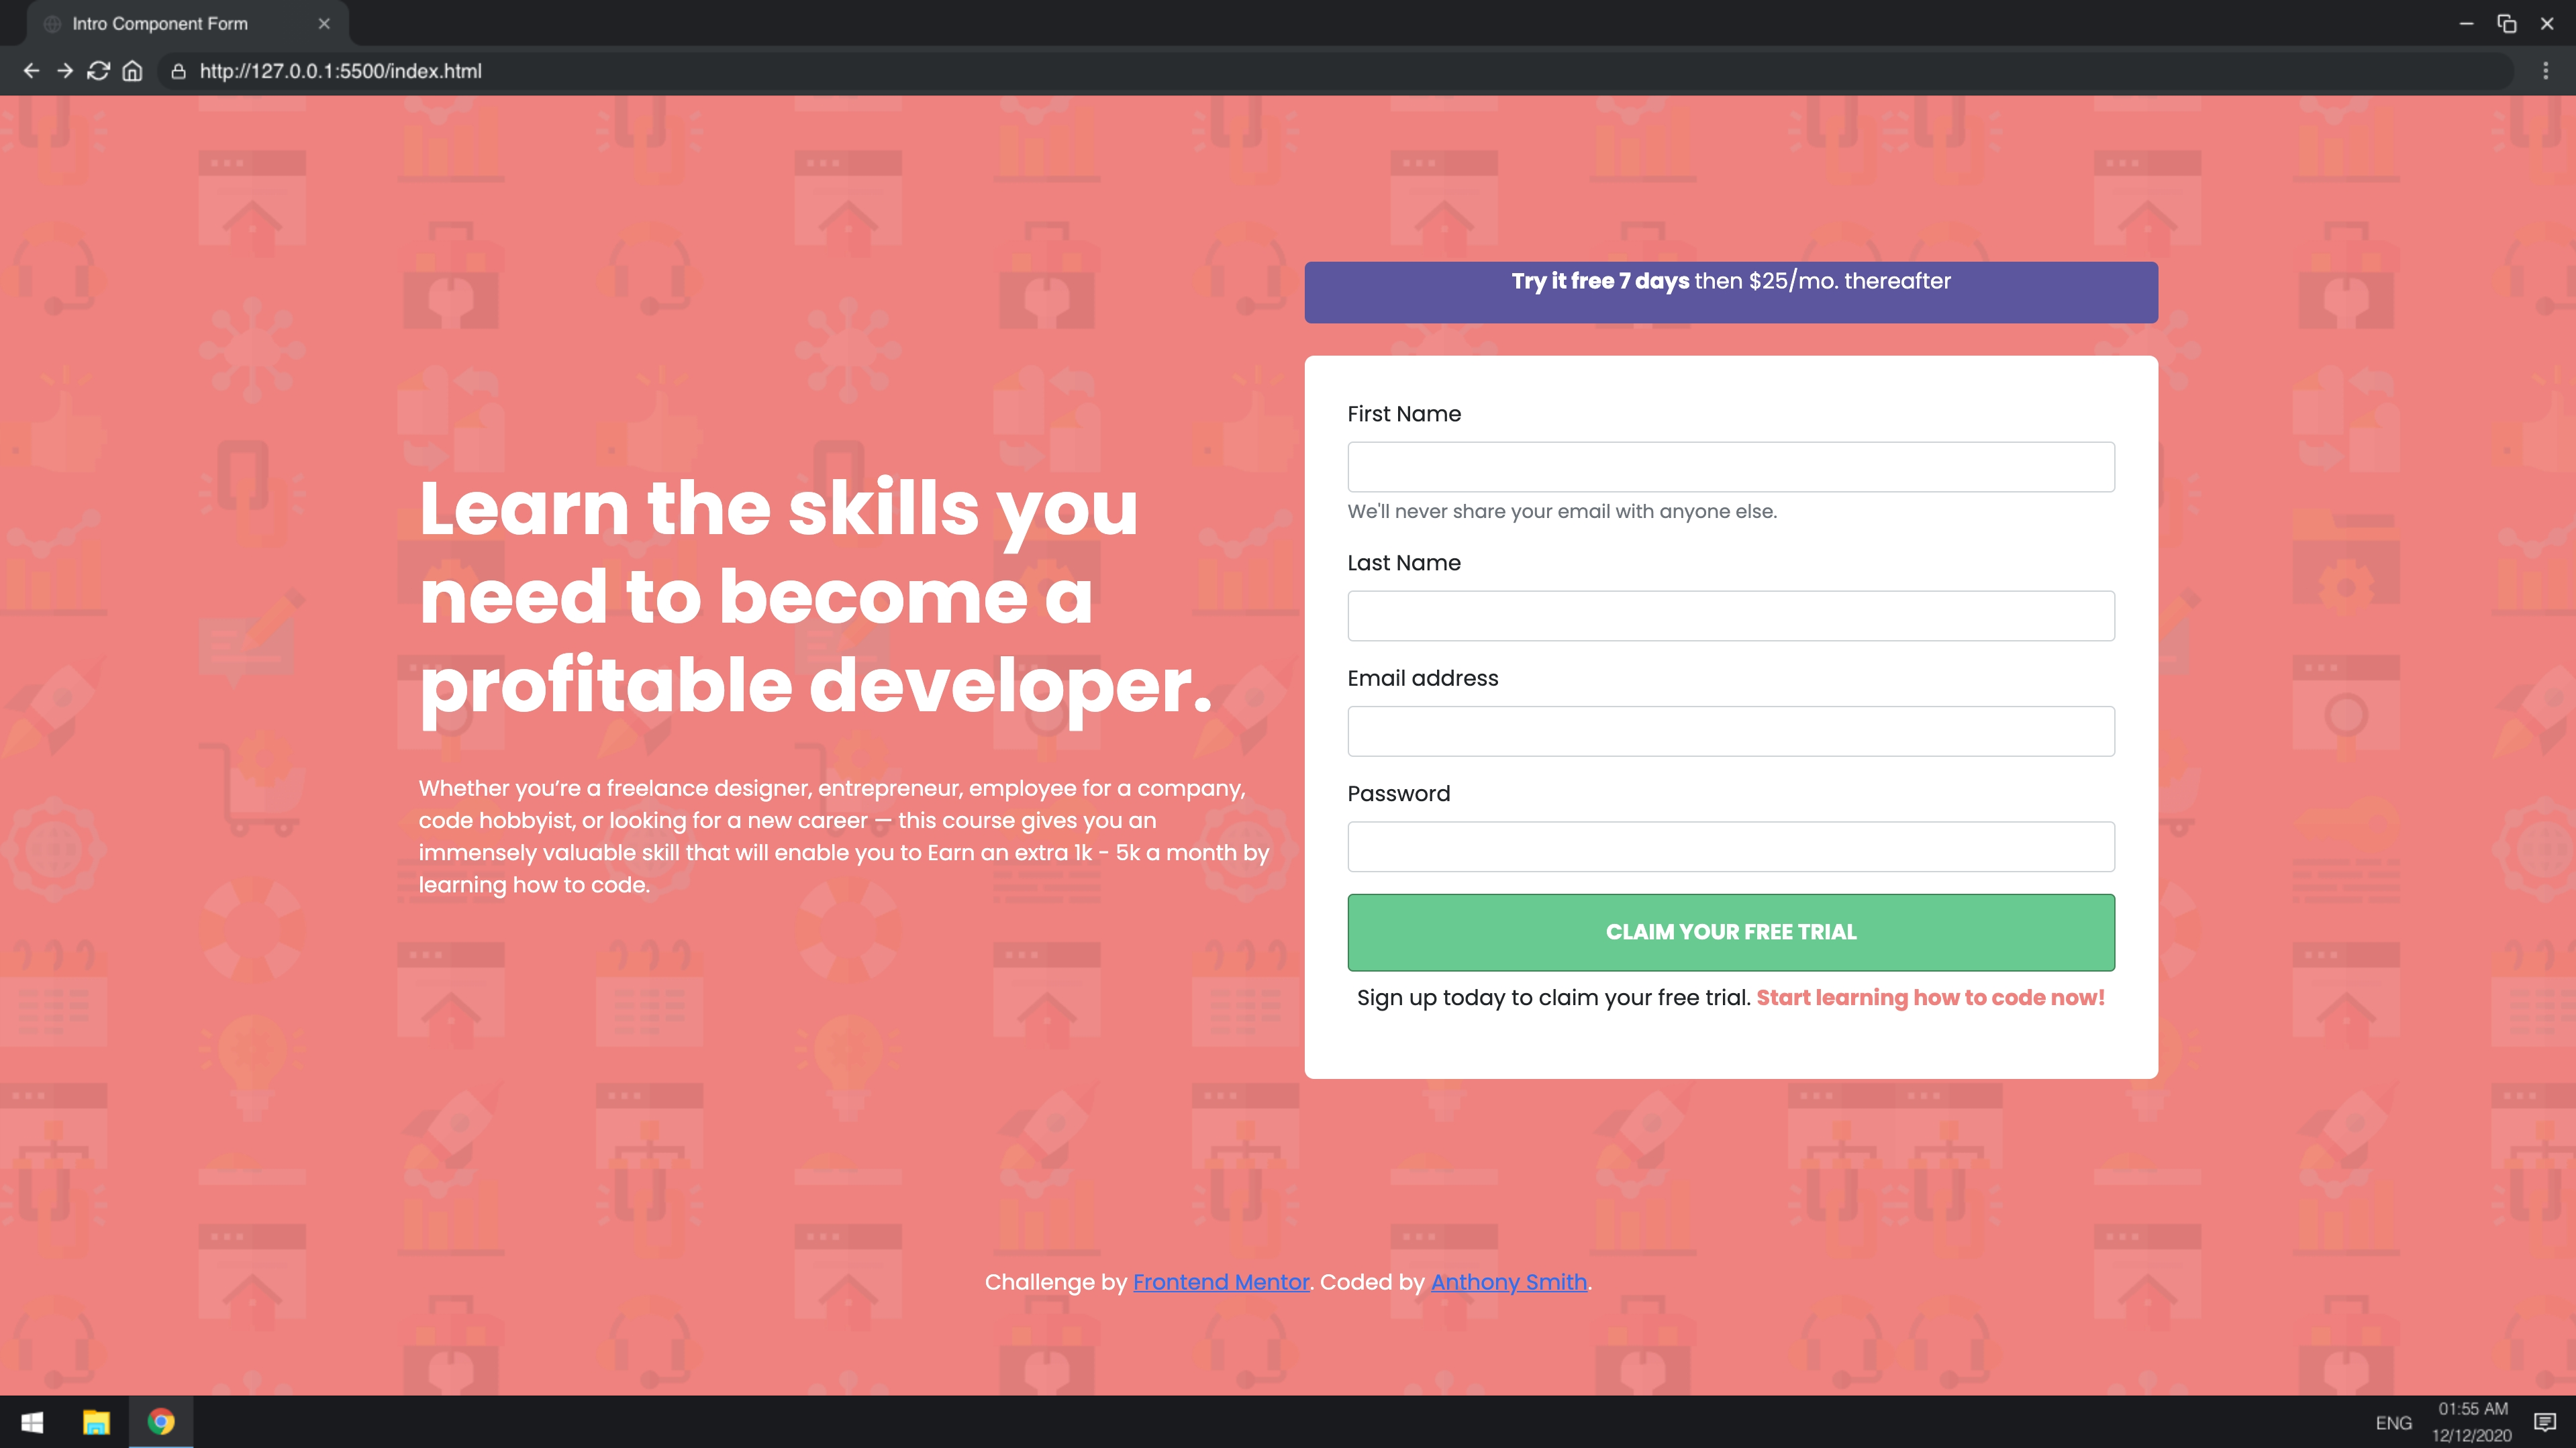 Intro Component Form
http://127.0.0.1:5500/index.html
Try it free 7 days then $25/mo. thereafter
Learn the skills you
need to become a
profitable developer.
Whether you’re a freelance designer, entrepreneur, employee for a company,
code hobbyist, or looking for a new career — this course gives you an
immensely valuable skill that will enable you to Earn an extra 1k - 5k a month by
learning how to code.
First Name
We'll never share your email with anyone else.
Last Name
Email address
Password
CLAIM YOUR FREE TRIAL
Sign up today to claim your free trial. Start learning how to code now!
Challenge by Frontend Mentor. Coded by Anthony Smith.
ENG
01:55 AM
12/12/2020